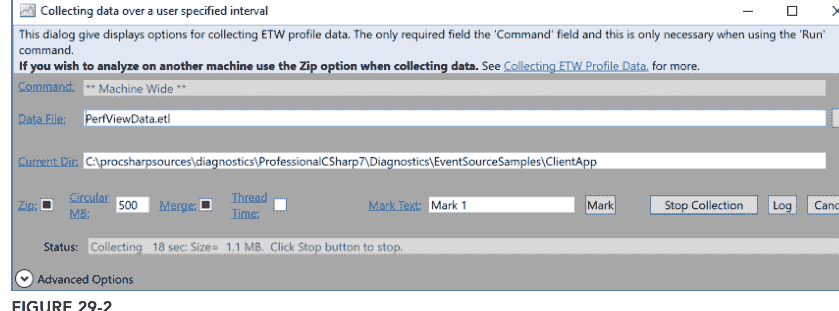 Collecting data over a user specified interval
This dialog give displays options for collecting ETW profile data. The only required field the 'Command' field and this is only necessary when using the 'Run'
command.
If you wish to analyze on another machine use the Zip option when collecting data. See Collecting ETW Profile Data. for more.
Command: ** Machine Wide **
Data File: PerfViewData.etl
Current Dir: C:\procsharpsources\diagnostics\ProfessionalCSharp7\Diagnostics\EventSourceSamples\ClientApp
Zip: Circular MB: 500 Merge: Thread Time: Mark Text: Mark 1 Mark Stop Collection Log Canc
Status: Collecting 18 sec: Size= 1.1 MB. Click Stop button to stop.
Advanced Options
FIGURE 29-2